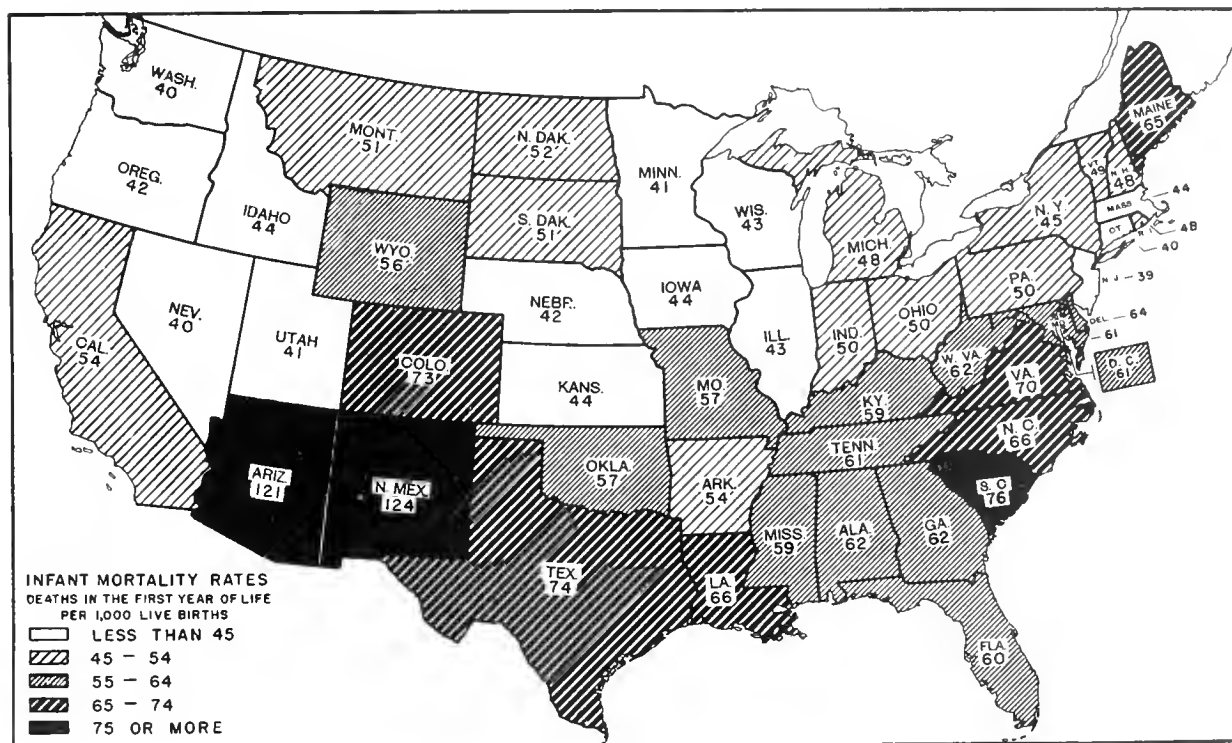 WASH.
40
OREG.
42
IDAHO
44
MONT.
51
N. DAK.
52
S. DAK.
51
WYO.
56
NEV.
40
UTAH
41
CAL.
54
COLO.
73
ARIZ.
121
N. MEX.
124
NEBR.
42
KANS.
44
OKLA.
57
TEX.
74
MINN.
41
IOWA
44
MO.
57
ARK.
54
LA.
66
WIS.
43
ILL.
43
MICH.
48
IND.
50
OHIO
50
KY.
59
TENN.
61
MISS.
59
ALA.
62
GA.
62
FLA.
60
S. C
76
N. C.
66
VA.
70
W. VA.
62
PA.
50
N. Y.
45
VT.
49
N. H.
48
MAINE
65
MASS
44
R I
48
CT
40
N J — 39
DEL — 64
MD
61
D. C.
61
INFANT MORTALITY RATES
DEATHS IN THE FIRST YEAR OF LIFE
PER 1,000 LIVE BIRTHS
LESS THAN 45
45 – 54
55 – 64
65 – 74
75 OR MORE